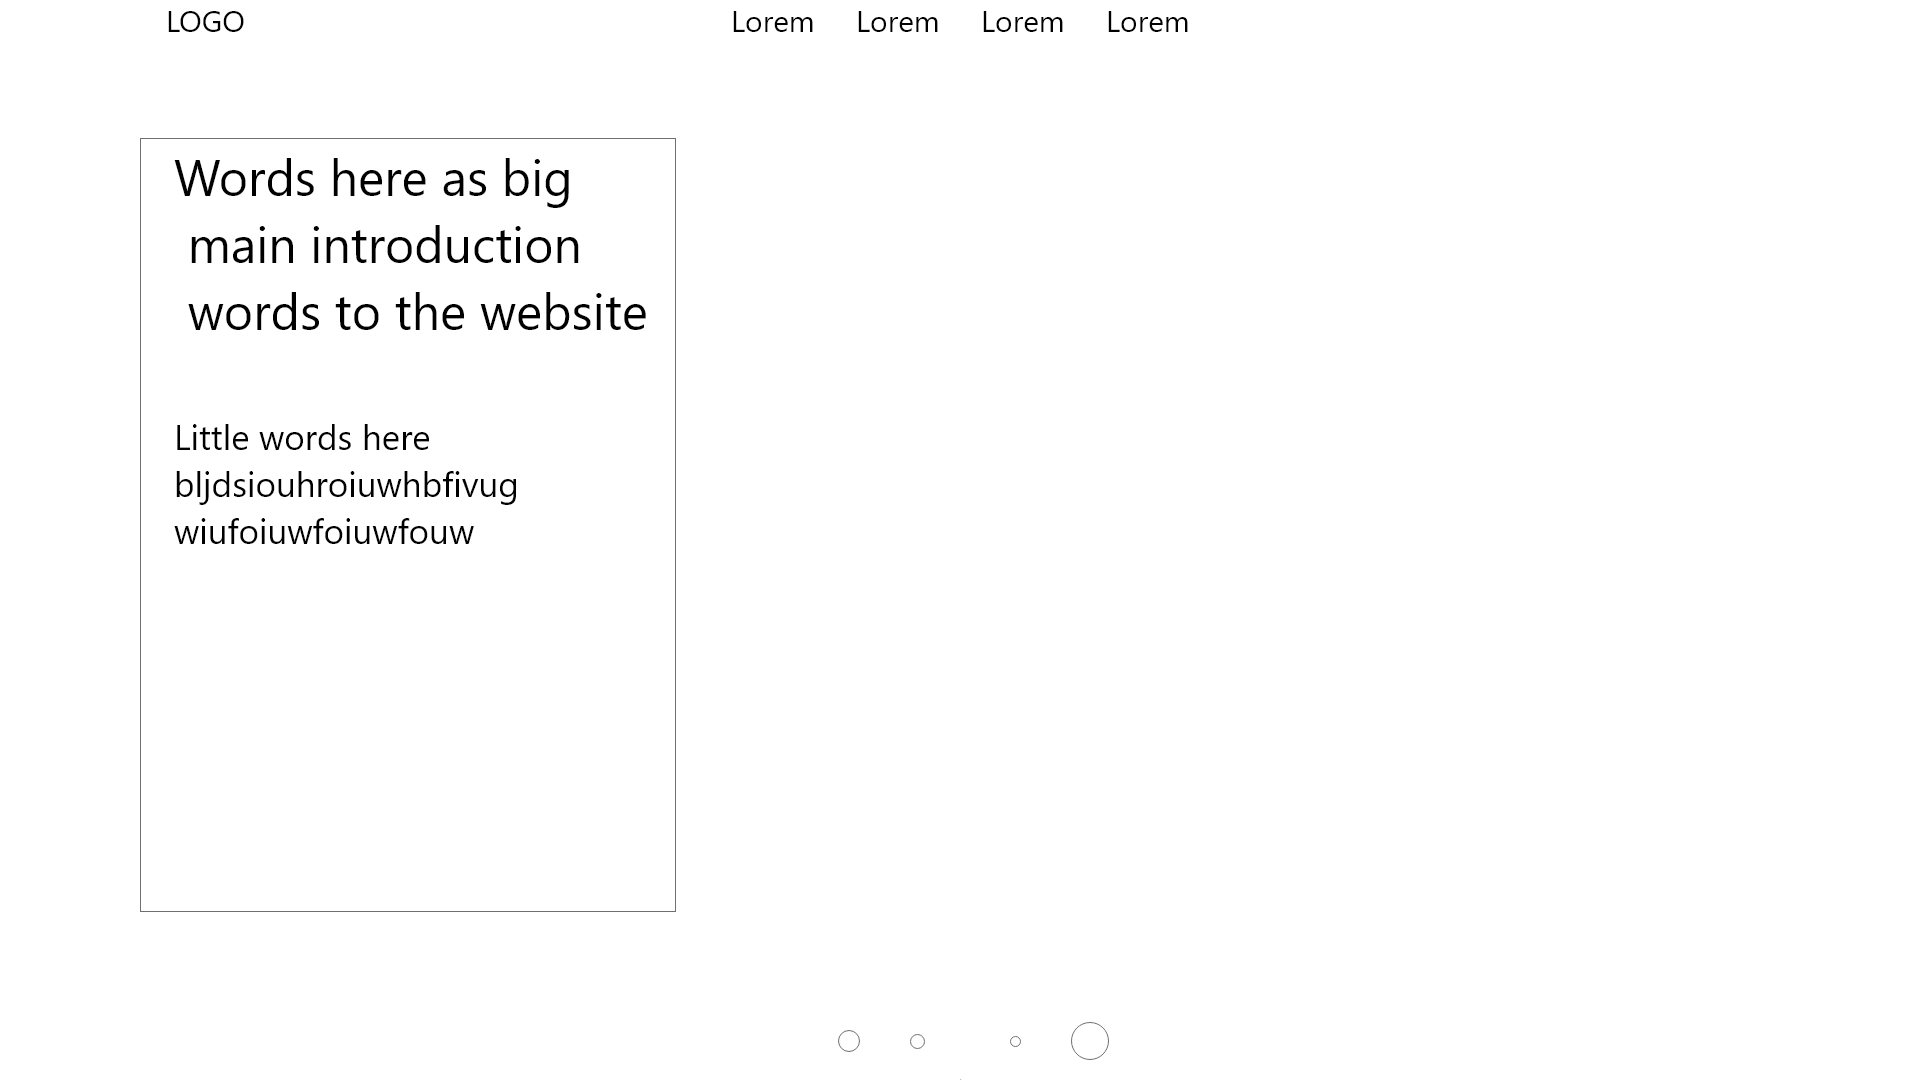 LOGO
Lorem Lorem Lorem Lorem
Words here as big
main introduction
words to the website
Little words here
bljdsiouhroiuwhbfivug
wiufoiuwfoiuwfouw